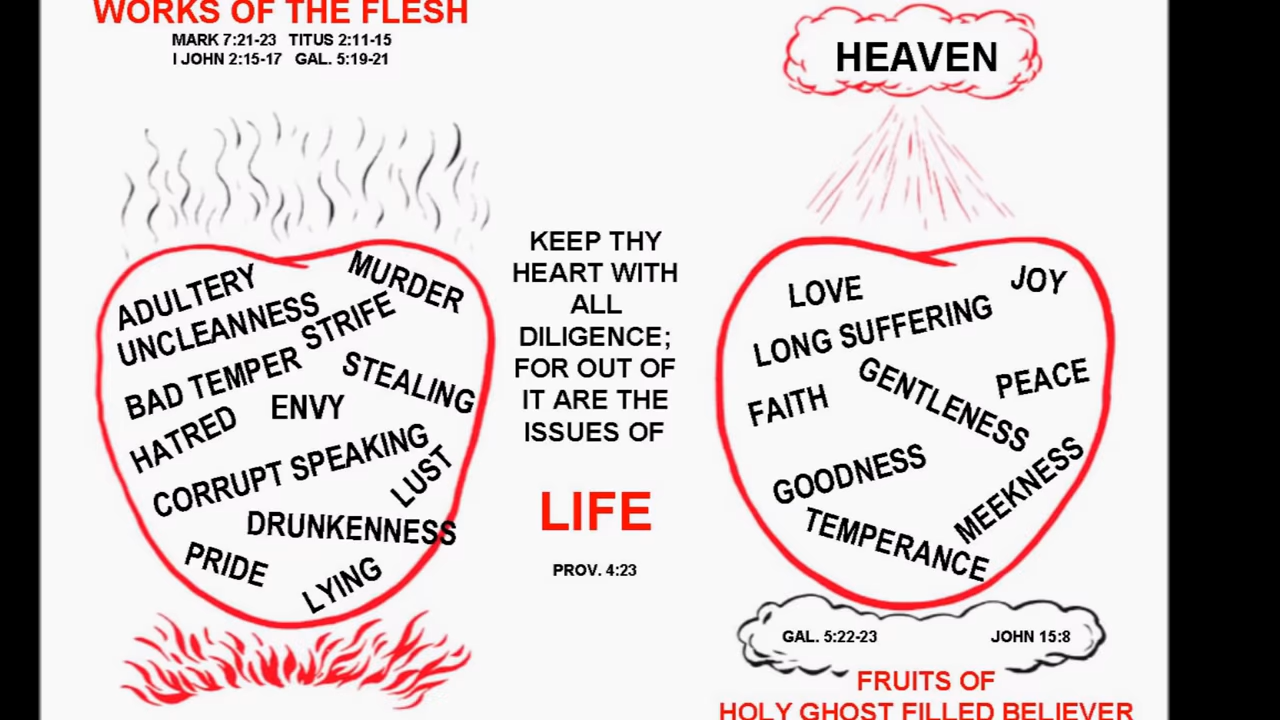 WORKS OF THE FLESH
MARK 7:21-23 TITUS 2:11-15
I JOHN 2:15-17 GAL. 5:19-21
ADULTERY
MURDER
UNCLEANNESS
STRIFE
BAD TEMPER
STEALING
ENVY
HATRED
CORRUPT SPEAKING
LUST
DRUNKENNESS
PRIDE
LYING
KEEP THY
HEART WITH
ALL
DILIGENCE;
FOR OUT OF
IT ARE THE
ISSUES OF
LIFE
PROV. 4:23
HEAVEN
LOVE
JOY
LONG SUFFERING
PEACE
GENTLENESS
FAITH
GOODNESS
MEEKNESS
TEMPERANCE
GAL. 5:22-23 JOHN 15:8
FRUITS OF
HOLY GHOST FILLED BELIEVER